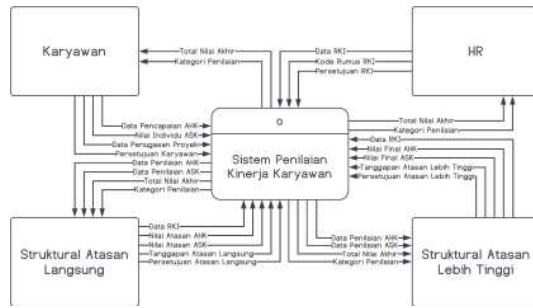 Karyawan
HR
Total Nilai Akhir
Kategori Penilaian
Data RKI
Kode Rumus RKI
Persetujuan RKI
Total Nilai Akhir
Kategori Penilaian
Data Pencapaian AHK
Nilai Individu ASK
Data Penugasan Proyek
Persetujuan Karyawan
0
Sistem Penilaian
Kinerja Karyawan
Data RKI
Nilai Final AHK
Nilai Final ASK
Tanggapan Atasan Lebih Tinggi
Persetujuan Atasan Lebih Tinggi
Data Penilaian AHK
Data Penilaian ASK
Total Nilai Akhir
Kategori Penilaian
Struktural Atasan
Langsung
Data RKI
Nilai Atasan AHK
Nilai Atasan ASK
Tanggapan Atasan Langsung
Persetujuan Atasan Langsung
Data Penilaian AHK
Data Penilaian ASK
Total Nilai Akhir
Kategori Penilaian
Struktural Atasan
Lebih Tinggi